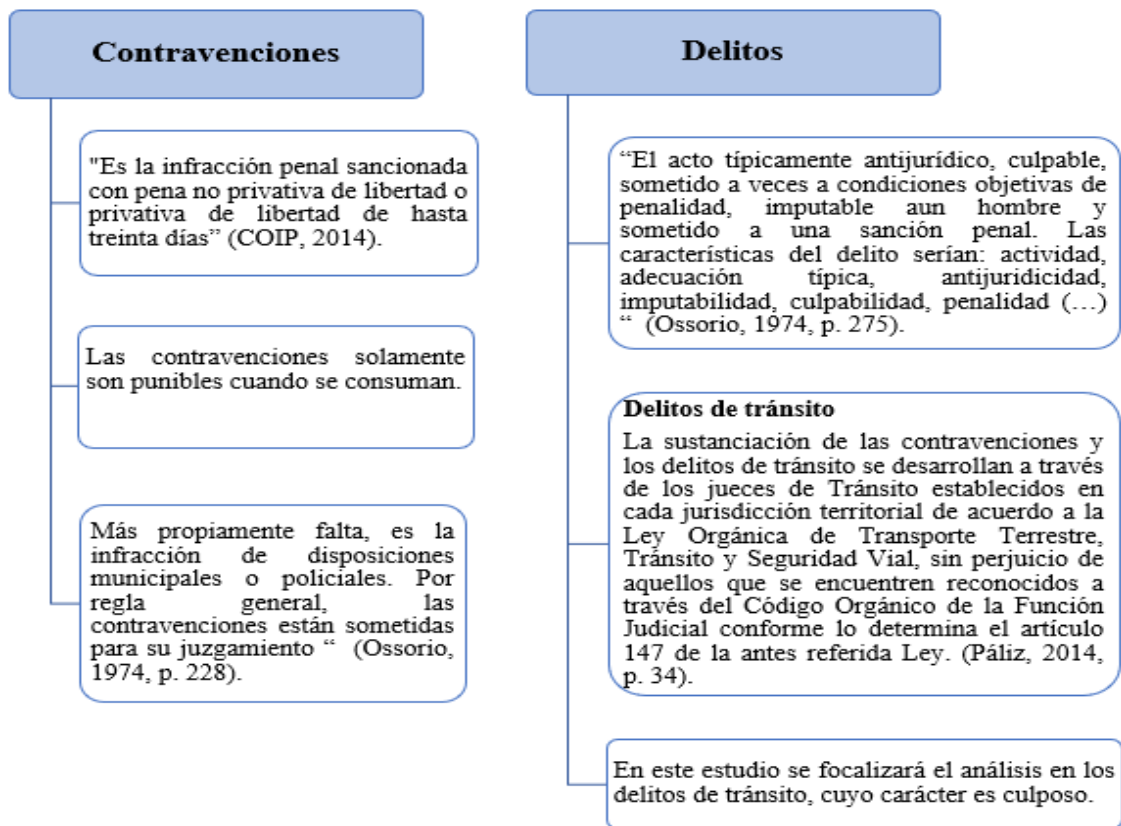 Contravenciones
"Es la infracción penal sancionada
con pena no privativa de libertad o
privativa de libertad de hasta
treinta días” (COIP, 2014).
Las contravenciones solamente
son punibles cuando se consuman.
Más propiamente falta, es la
infracción de disposiciones
municipales o policiales. Por
regla general, las
contravenciones están sometidas
para su juzgamiento “ (Ossorio,
1974, p. 228).
Delitos
“El acto típicamente antijurídico, culpable,
sometido a veces a condiciones objetivas de
penalidad, imputable aun hombre y
sometido a una sanción penal. Las
características del delito serían: actividad,
adecuación típica, antijuridicidad,
imputabilidad, culpabilidad, penalidad (…)
“ (Ossorio, 1974, p. 275).
Delitos de tránsito
La sustanciación de las contravenciones y
los delitos de tránsito se desarrollan a través
de los jueces de Tránsito establecidos en
cada jurisdicción territorial de acuerdo a la
Ley Orgánica de Transporte Terrestre,
Tránsito y Seguridad Vial, sin perjuicio de
aquellos que se encuentren reconocidos a
través del Código Orgánico de la Función
Judicial conforme lo determina el artículo
147 de la antes referida Ley. (Páliz, 2014,
p. 34).
En este estudio se focalizará el análisis en los
delitos de tránsito, cuyo carácter es culposo.